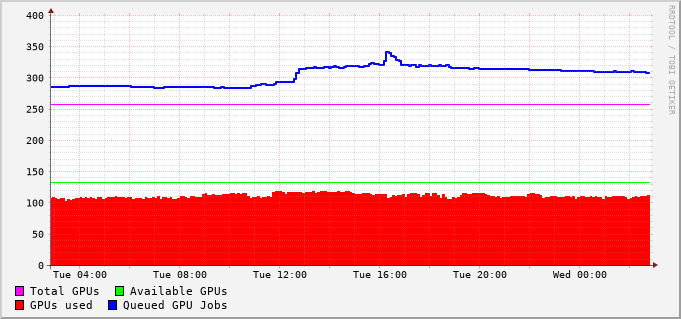 400
350
300
250
200
150
100
50
0
Tue 04:00 Tue 08:00 Tue 12:00 Tue 16:00 Tue 20:00 Wed 00:00
Total GPUs Available GPUs
GPUs used Queued GPU Jobs
RRDTOOL / TOBI OETIKER